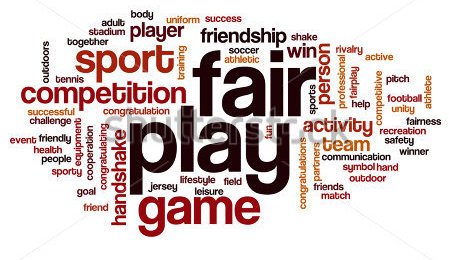 body
adult
uniform
success
stadium
player
friendship
shake
together
soccer
win
rivalry
sport
training
athletic
fair
person
active
outdoors
tennis
professional
fairplay
competitive
pitch
competition
sports
help
football
unity
athlete
successful
congratulation
challenge
fairness
activity
recreation
event
friendly
equipment
cooperation
congratulating
handshake
play
fun
team
safety
health
winner
people
communication
sporty
congratulations
partners
symbol
hand
lifestyle
field
outdoor
goal
jersey
leisure
friends
friend
game
match
shutterstock